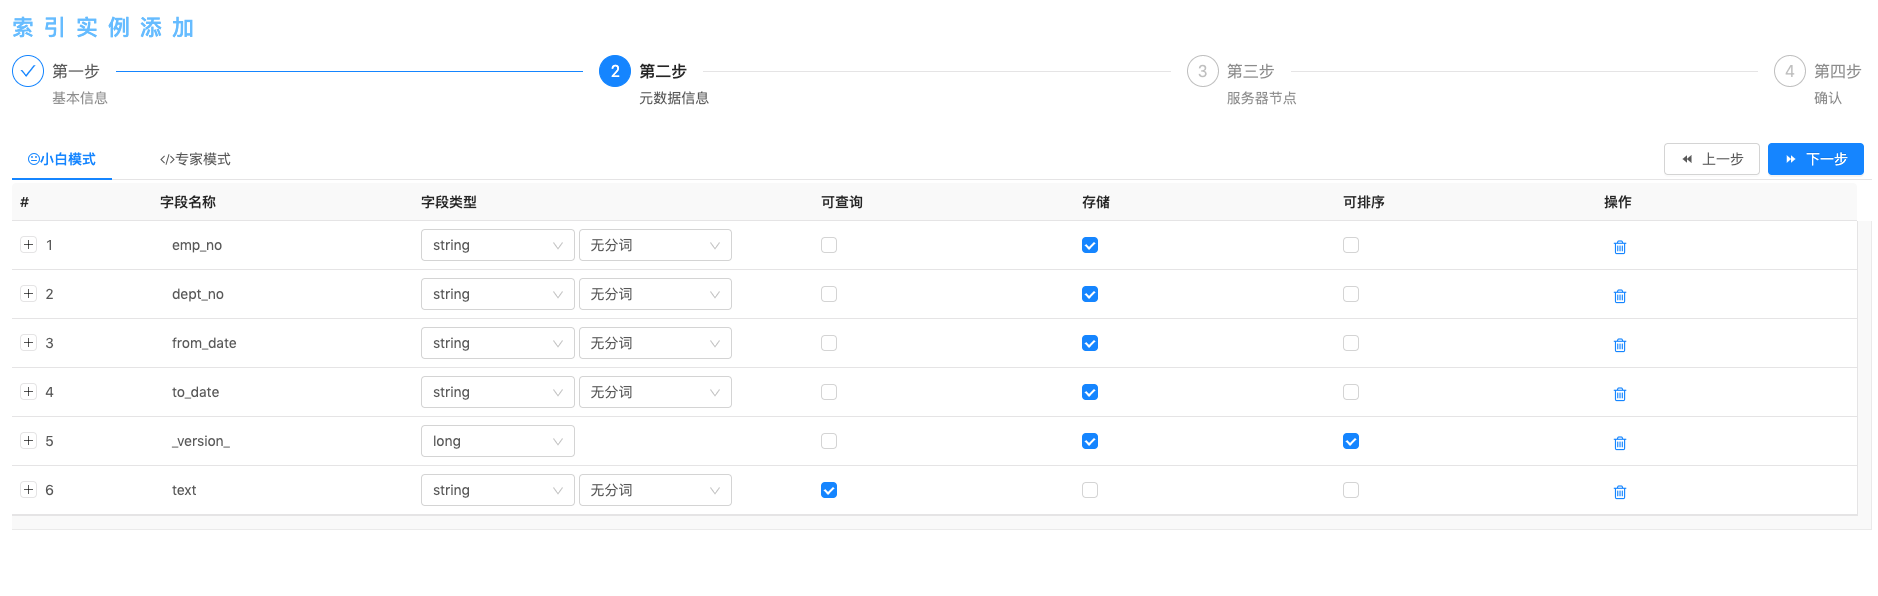 索引实例添加
第一步
基本信息
2 第二步
元数据信息
3 第三步
服务器节点
4 第四步
确认
小白模式 </>专家模式 上一步 下一步
# 字段名称 字段类型 可查询 存储 可排序 操作
1 emp_no string 无分词
2 dept_no string 无分词
3 from_date string 无分词
4 to_date string 无分词
5 _version_ long
6 text string 无分词